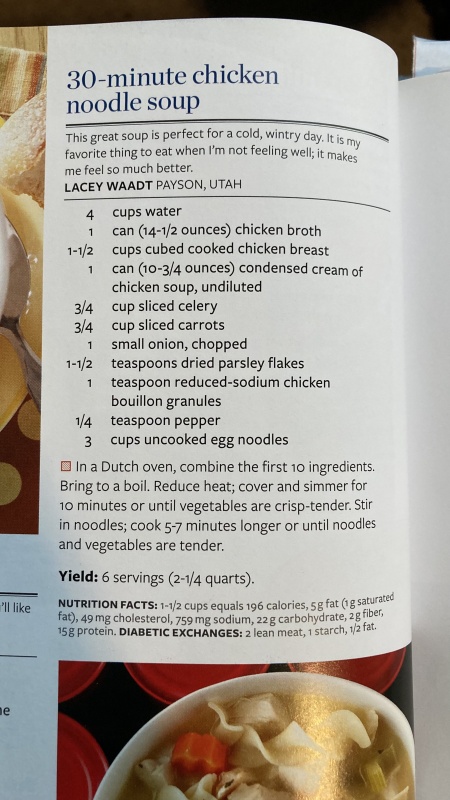 30-minute chicken
noodle soup
This great soup is perfect for a cold, wintry day. It is my
favorite thing to eat when I'm not feeling well; it makes
me feel so much better.
LACEY WAADT PAYSON, UTAH
4 cups water
1 can (14-1/2 ounces) chicken broth
1-1/2 cups cubed cooked chicken breast
1 can (10-3/4 ounces) condensed cream of
chicken soup, undiluted
3/4 cup sliced celery
3/4 cup sliced carrots
1 small onion, chopped
1-1/2 teaspoons dried parsley flakes
1 teaspoon reduced-sodium chicken
bouillon granules
1/4 teaspoon pepper
3 cups uncooked egg noodles
In a Dutch oven, combine the first 10 ingredients.
Bring to a boil. Reduce heat; cover and simmer for
10 minutes or until vegetables are crisp-tender. Stir
in noodles; cook 5-7 minutes longer or until noodles
and vegetables are tender.
Yield: 6 servings (2-1/4 quarts).
NUTRITION FACTS: 1-1/2 cups equals 196 calories, 5 g fat (1 g saturated
fat), 49 mg cholesterol, 759 mg sodium, 22 g carbohydrate, 2 g fiber,
15 g protein. DIABETIC EXCHANGES: 2 lean meat, 1 starch, 1/2 fat.
'll like